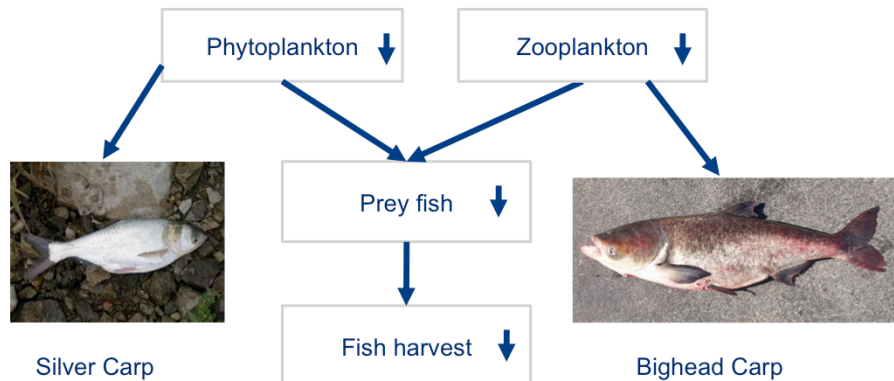 Phytoplankton
Zooplankton
Prey fish
Fish harvest
Silver Carp
Bighead Carp